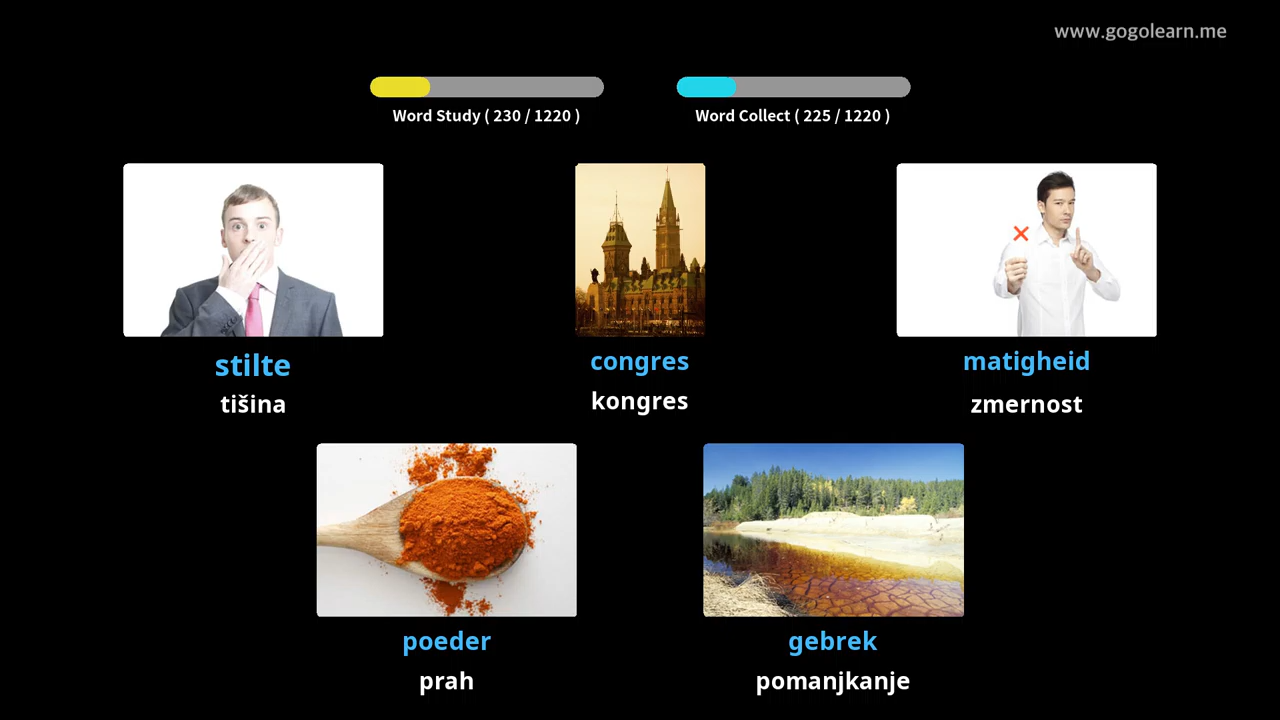 www.gogolearn.me
Word Study ( 230 / 1220 )
Word Collect ( 225 / 1220 )
stilte
tišina
congres
kongres
matigheid
zmernost
poeder
prah
gebrek
pomanjkanje